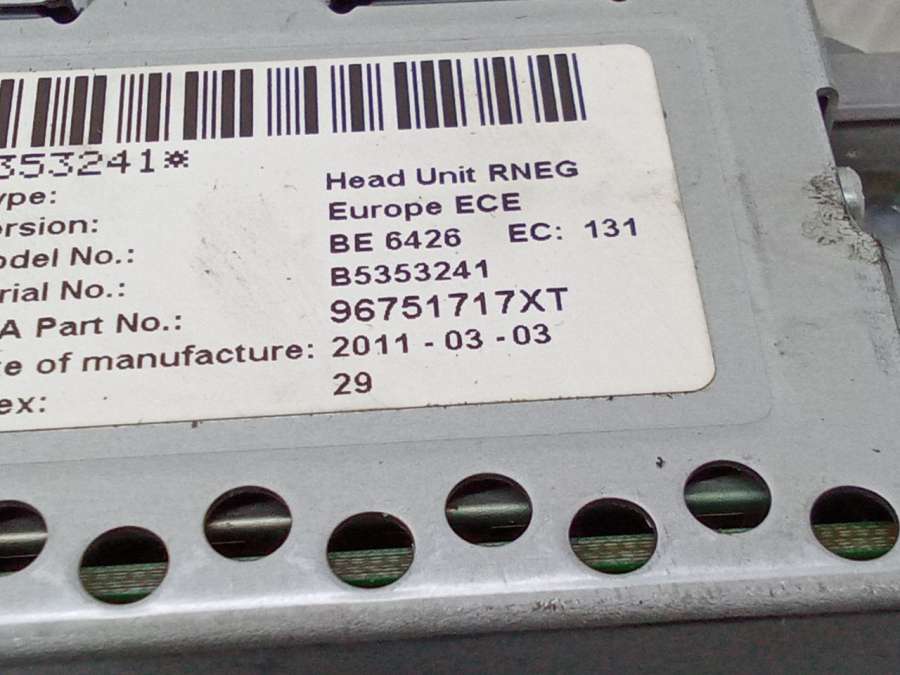 353241*
ype: Head Unit RNEG
ersion: Europe ECE
odel No.: BE 6426 EC: 131
rial No.: B5353241
A Part No.: 96751717XT
e of manufacture: 2011 - 03 - 03
ex: 29